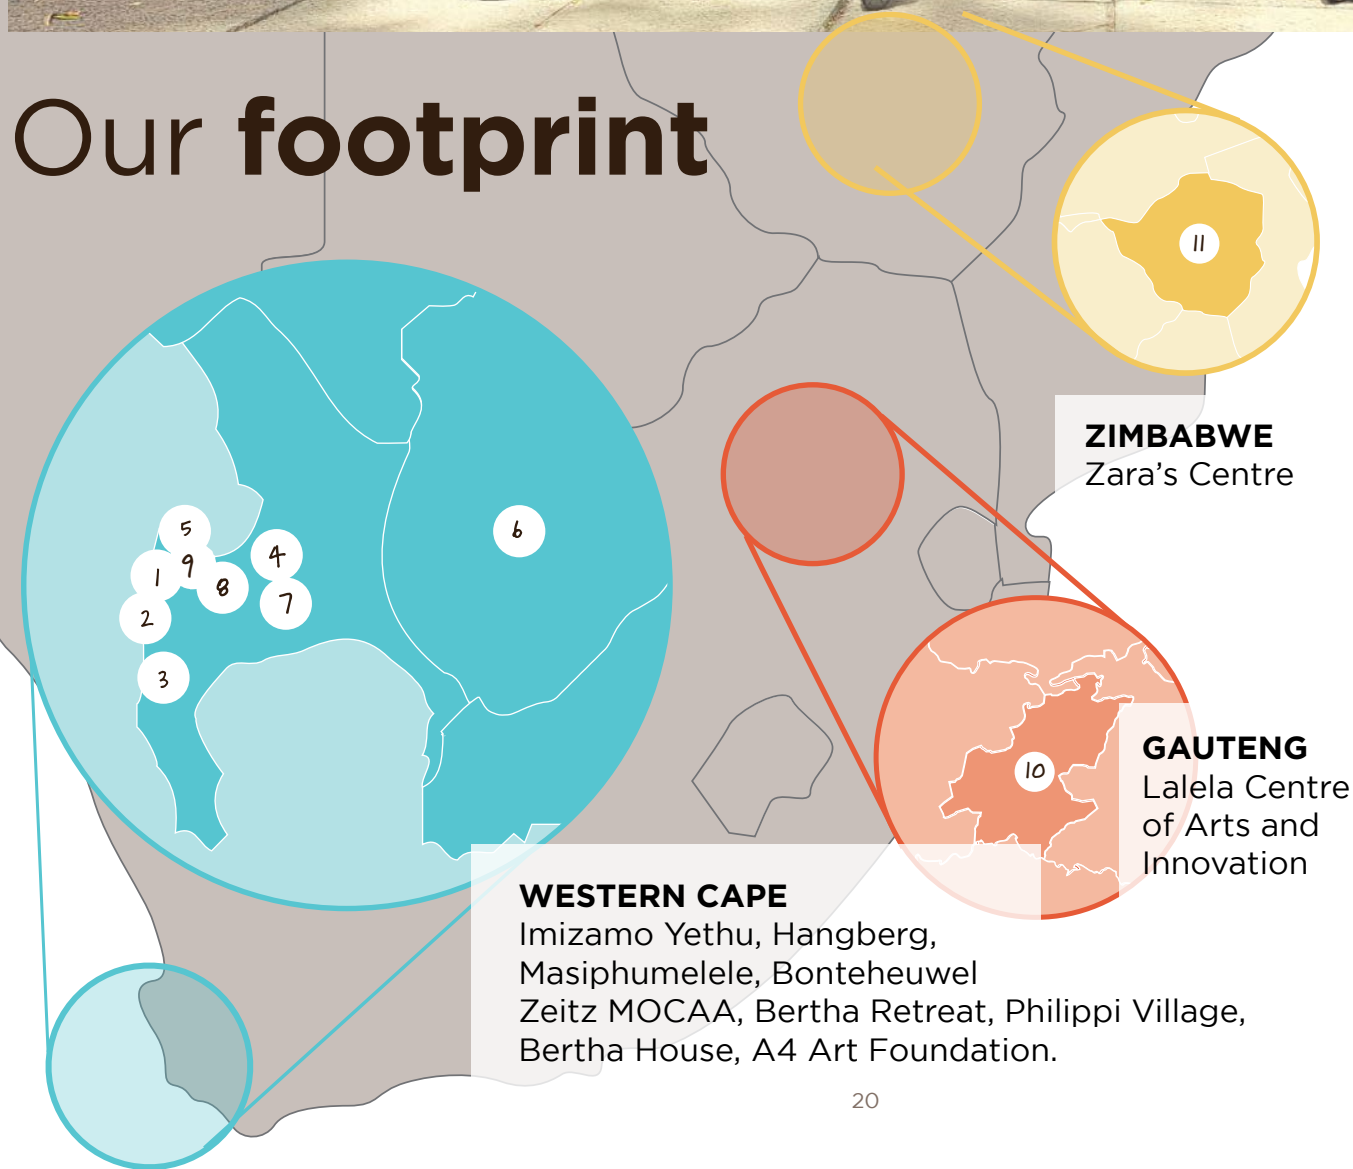 Our footprint
11
ZIMBABWE
Zara's Centre
5
9
4
1
8
6
7
2
3
10
GAUTENG
Lalela Centre
of Arts and
Innovation
WESTERN CAPE
Imizamo Yethu, Hangberg,
Masiphumelele, Bonteheuwel
Zeitz MOCAA, Bertha Retreat, Philippi Village,
Bertha House, A4 Art Foundation.
20